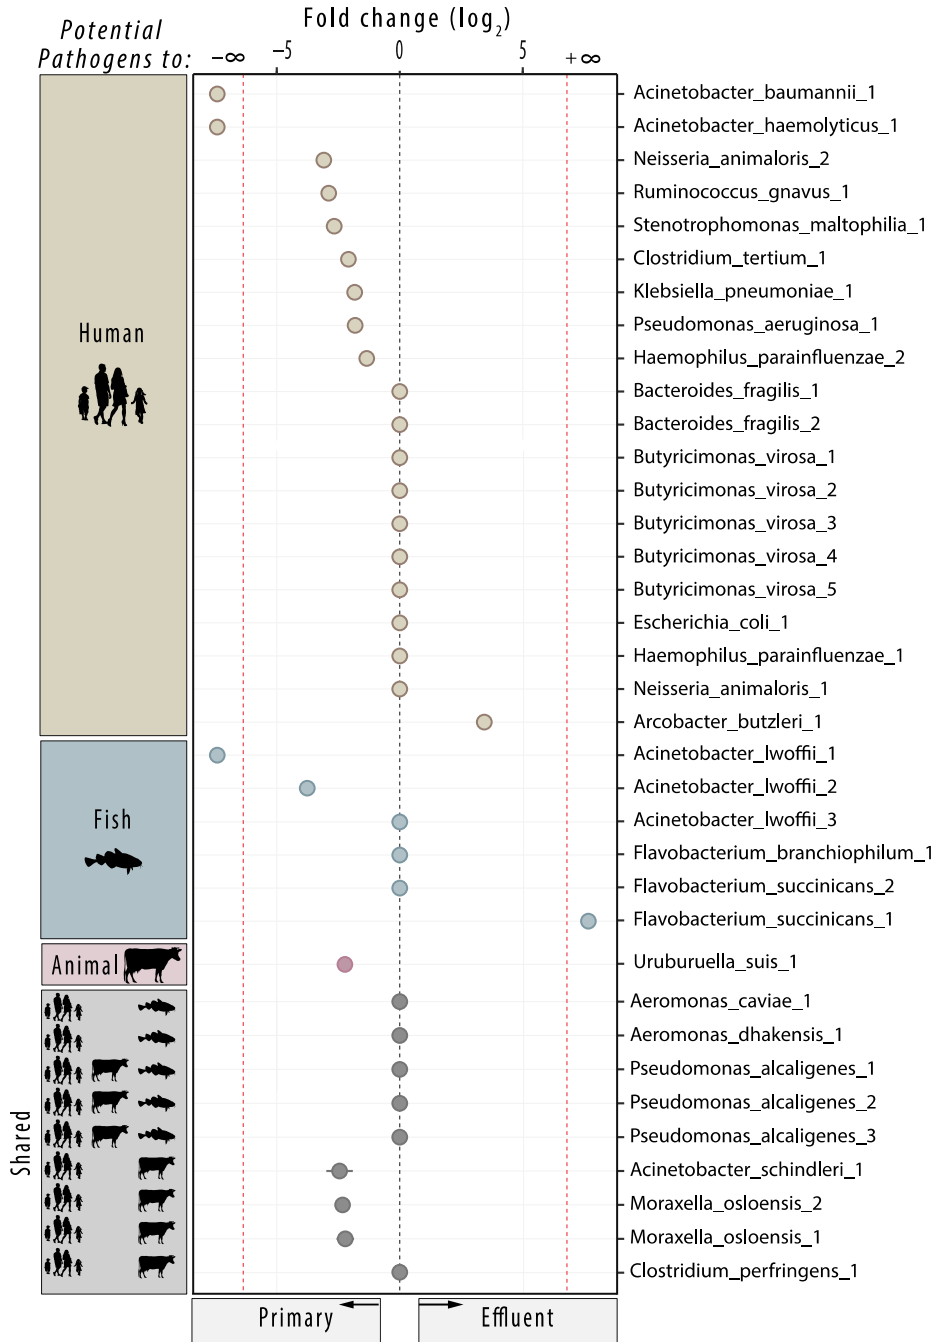 Fold change (log2)
Potential
Pathogens to:
−∞ −5 0 5 +∞
Human
Acinetobacter_baumannii_1
Acinetobacter_haemolyticus_1
Neisseria_animaloris_2
Ruminococcus_gnavus_1
Stenotrophomonas_maltophilia_1
Clostridium_tertium_1
Klebsiella_pneumoniae_1
Pseudomonas_aeruginosa_1
Haemophilus_parainfluenzae_2
Bacteroides_fragilis_1
Bacteroides_fragilis_2
Butyricimonas_virosa_1
Butyricimonas_virosa_2
Butyricimonas_virosa_3
Butyricimonas_virosa_4
Butyricimonas_virosa_5
Escherichia_coli_1
Haemophilus_parainfluenzae_1
Neisseria_animaloris_1
Arcobacter_butzleri_1
Fish
Acinetobacter_lwoffii_1
Acinetobacter_lwoffii_2
Acinetobacter_lwoffii_3
Flavobacterium_branchiophilum_1
Flavobacterium_succinicans_2
Flavobacterium_succinicans_1
Animal
Uruburuella_suis_1
Shared
Aeromonas_caviae_1
Aeromonas_dhakensis_1
Pseudomonas_alcaligenes_1
Pseudomonas_alcaligenes_2
Pseudomonas_alcaligenes_3
Acinetobacter_schindleri_1
Moraxella_osloensis_2
Moraxella_osloensis_1
Clostridium_perfringens_1
Primary
Effluent